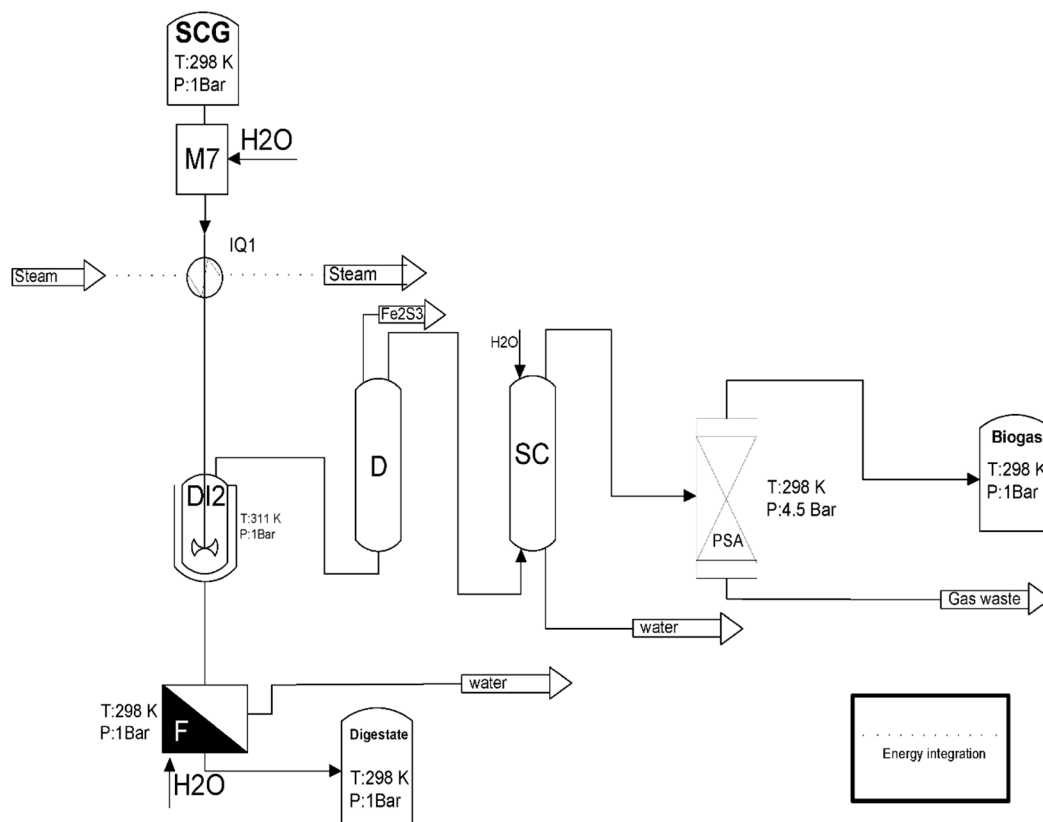 SCG
T:298 K
P:1Bar
M7
H2O
IQ1
Steam
Steam
Fe2S3
H2O
D
SC
DI2
T:311 K
P:1Bar
PSA
T:298 K
P:4.5 Bar
Biogas
T:298 K
P:1Bar
Gas waste
water
water
T:298 K
P:1Bar
F
H2O
Digestate
T:298 K
P:1Bar
Energy integration